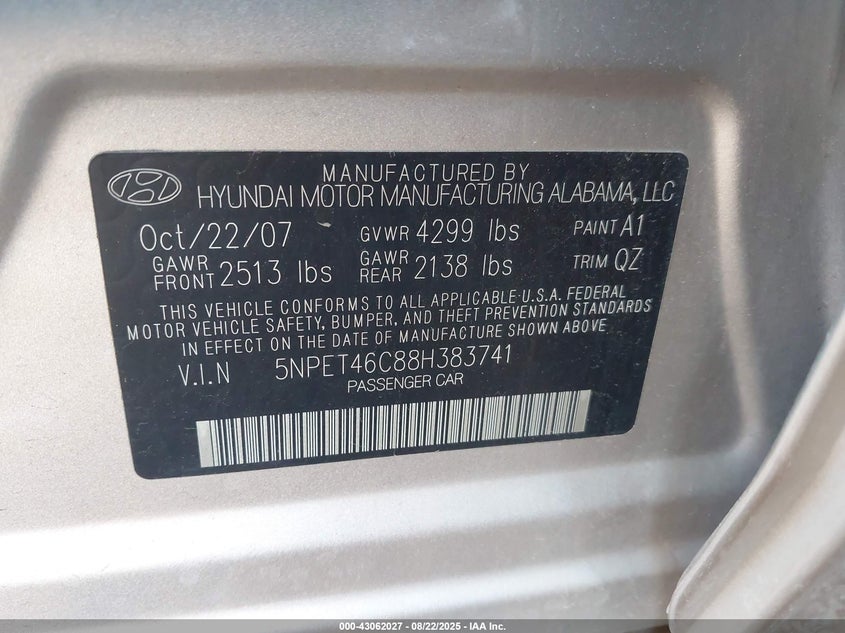 MANUFACTURED BY
HYUNDAI MOTOR MANUFACTURING ALABAMA, LLC
Oct/22/07 GVWR 4299 lbs PAINT A1
GAWR FRONT 2513 lbs GAWR REAR 2138 lbs TRIM QZ
THIS VEHICLE CONFORMS TO ALL APPLICABLE U.S.A. FEDERAL
MOTOR VEHICLE SAFETY, BUMPER, AND THEFT PREVENTION STANDARDS
IN EFFECT ON THE DATE OF MANUFACTURE SHOWN ABOVE
V.I.N 5NPET46C88H383741
PASSENGER CAR
000-43062027 - 08/22/2025 - IAA Inc.